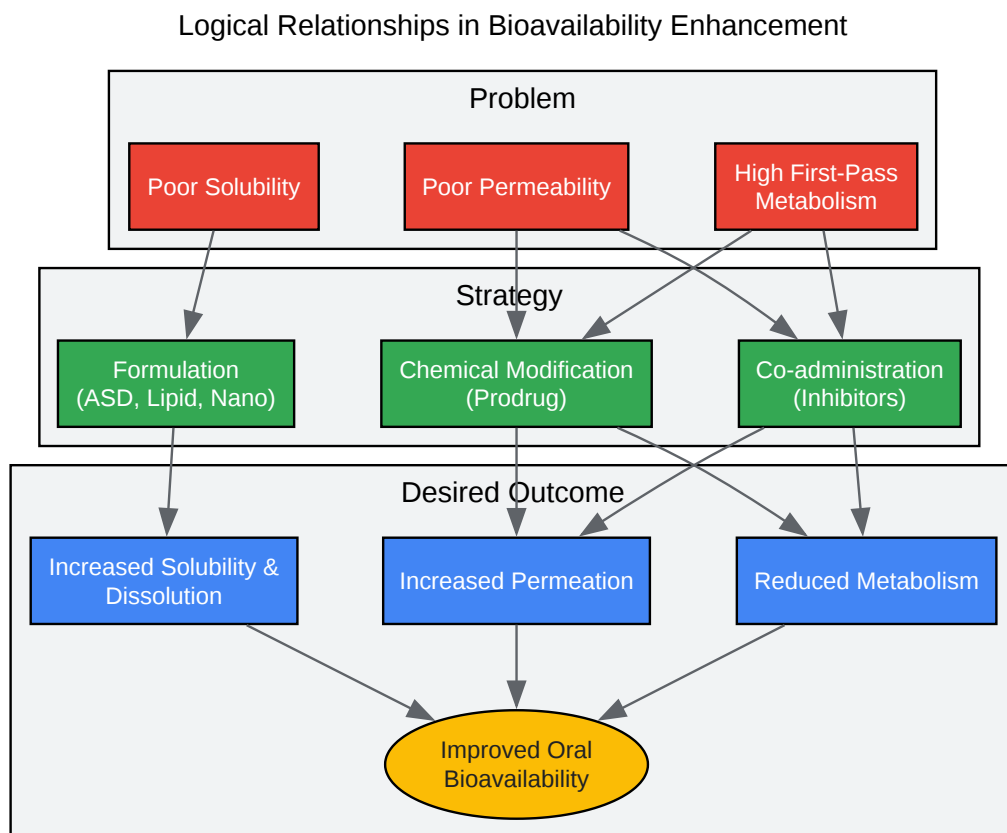 Logical Relationships in Bioavailability Enhancement
Problem
Poor Solubility
Poor Permeability
High First-Pass
Metabolism
Strategy
Formulation
(ASD, Lipid, Nano)
Chemical Modification
(Prodrug)
Co-administration
(Inhibitors)
Desired Outcome
Increased Solubility &
Dissolution
Increased Permeation
Reduced Metabolism
Improved Oral
Bioavailability